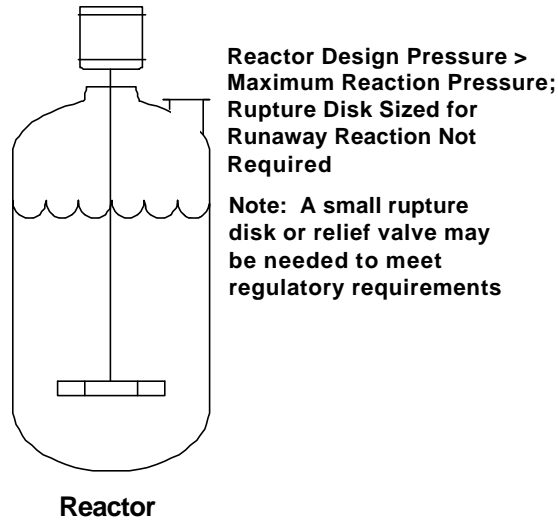 Reactor Design Pressure >
Maximum Reaction Pressure;
Rupture Disk Sized for
Runaway Reaction Not
Required
Note: A small rupture
disk or relief valve may
be needed to meet
regulatory requirements
Reactor